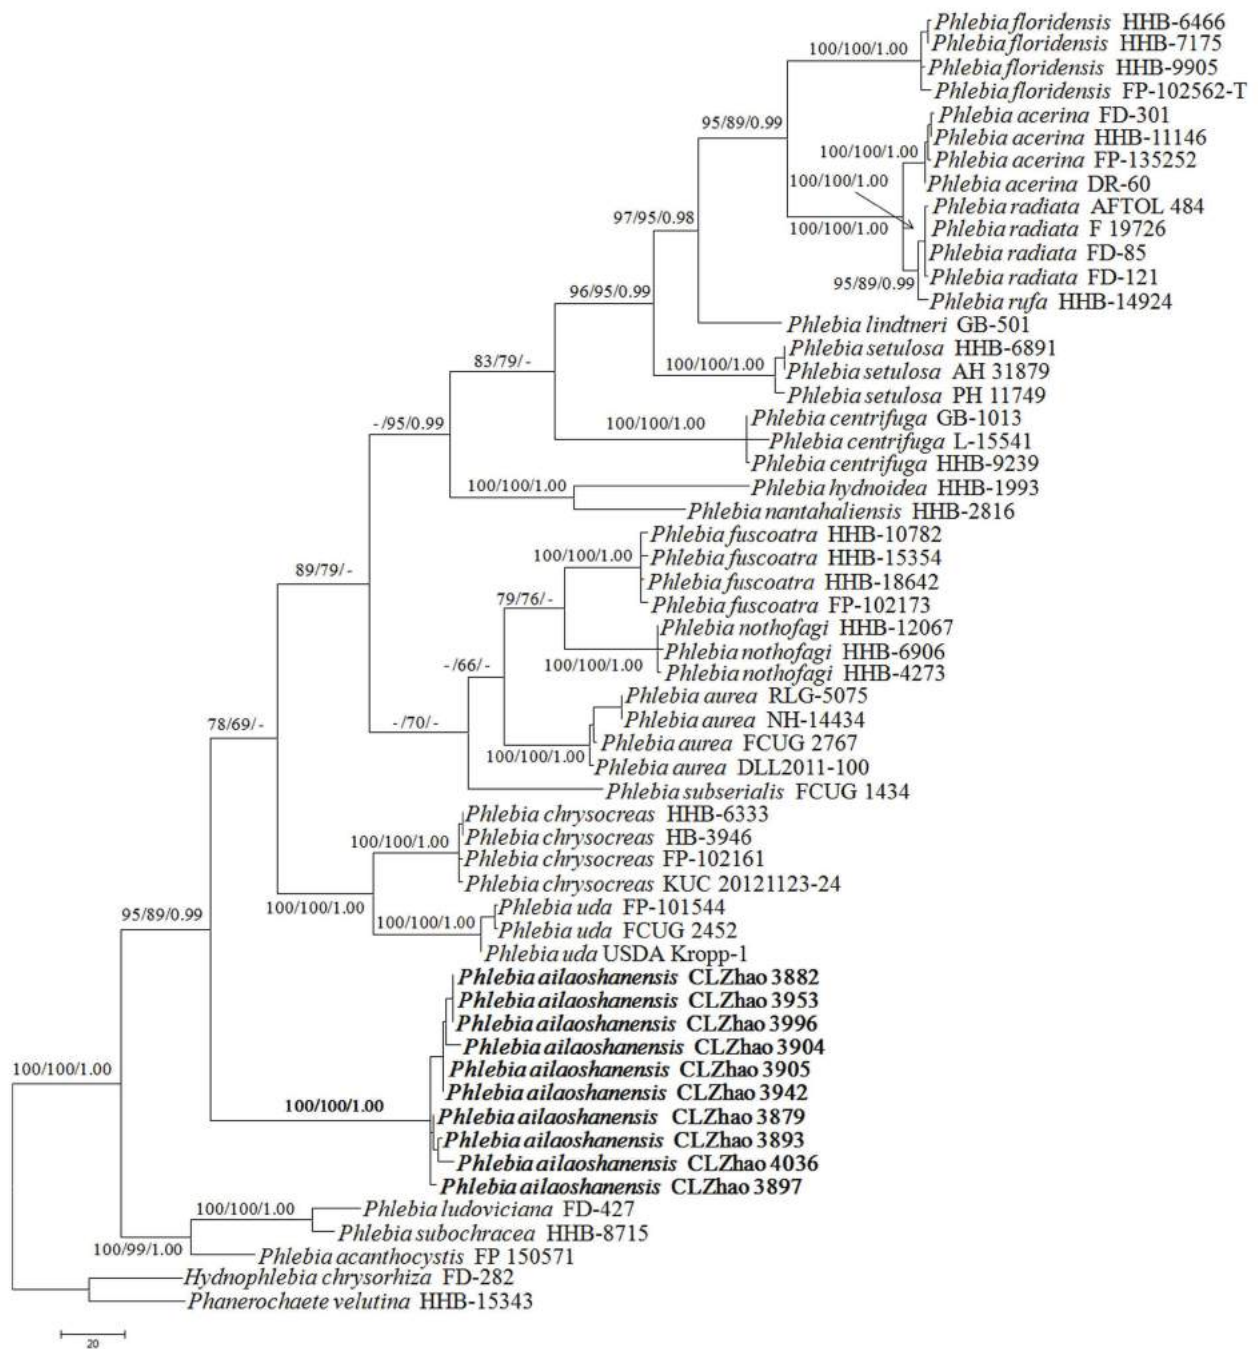 Phlebia floridensis HHB-6466
Phlebia floridensis HHB-7175
100/100/1.00
Phlebia floridensis HHB-9905
Phlebia floridensis FP-102562-T
95/89/0.99
Phlebia acerina FD-301
Phlebia acerina HHB-11146
100/100/1.00
Phlebia acerina FP-135252
100/100/1.00
Phlebia acerina DR-60
Phlebia radiata AFTOL 484
97/95/0.98
100/100/1.00
Phlebia radiata F 19726
Phlebia radiata FD-85
Phlebia radiata FD-121
95/89/0.99
96/95/0.99
Phlebia rufa HHB-14924
Phlebia lindtneri GB-501
Phlebia setulosa HHB-6891
83/79/-
100/100/1.00
Phlebia setulosa AH 31879
Phlebia setulosa PH 11749
-/95/0.99
100/100/1.00
Phlebia centrifuga GB-1013
Phlebia centrifuga L-15541
Phlebia centrifuga HHB-9239
100/100/1.00
Phlebia hydnoidea HHB-1993
Phlebia nantahaliensis HHB-2816
Phlebia fuscoatra HHB-10782
100/100/1.00
Phlebia fuscoatra HHB-15354
89/79/-
Phlebia fuscoatra HHB-18642
79/76/-
Phlebia fuscoatra FP-102173
Phlebia nothofagi HHB-12067
Phlebia nothofagi HHB-6906
-/66/-
100/100/1.00
Phlebia nothofagi HHB-4273
Phlebia aurea RLG-5075
78/69/-
-/70/-
Phlebia aurea NH-14434
Phlebia aurea FCUG 2767
100/100/1.00
Phlebia aurea DLL2011-100
Phlebia subserialis FCUG 1434
Phlebia chrysocreas HHB-6333
100/100/1.00
Phlebia chrysocreas HB-3946
Phlebia chrysocreas FP-102161
Phlebia chrysocreas KUC 20121123-24
95/89/0.99
100/100/1.00
Phlebia uda FP-101544
100/100/1.00
Phlebia uda FCUG 2452
Phlebia uda USDA Kropp-1
Phlebia ailaoshanensis CLZhao 3882
Phlebia ailaoshanensis CLZhao 3953
Phlebia ailaoshanensis CLZhao 3996
Phlebia ailaoshanensis CLZhao 3904
100/100/1.00
Phlebia ailaoshanensis CLZhao 3905
Phlebia ailaoshanensis CLZhao 3942
100/100/1.00
Phlebia ailaoshanensis CLZhao 3879
Phlebia ailaoshanensis CLZhao 3893
Phlebia ailaoshanensis CLZhao 4036
Phlebia ailaoshanensis CLZhao 3897
100/100/1.00
Phlebia ludoviciana FD-427
Phlebia subochracea HHB-8715
100/99/1.00
Phlebia acanthocystis FP 150571
Hydnophlebia chrysorhiza FD-282
Phanerochaete velutina HHB-15343
20